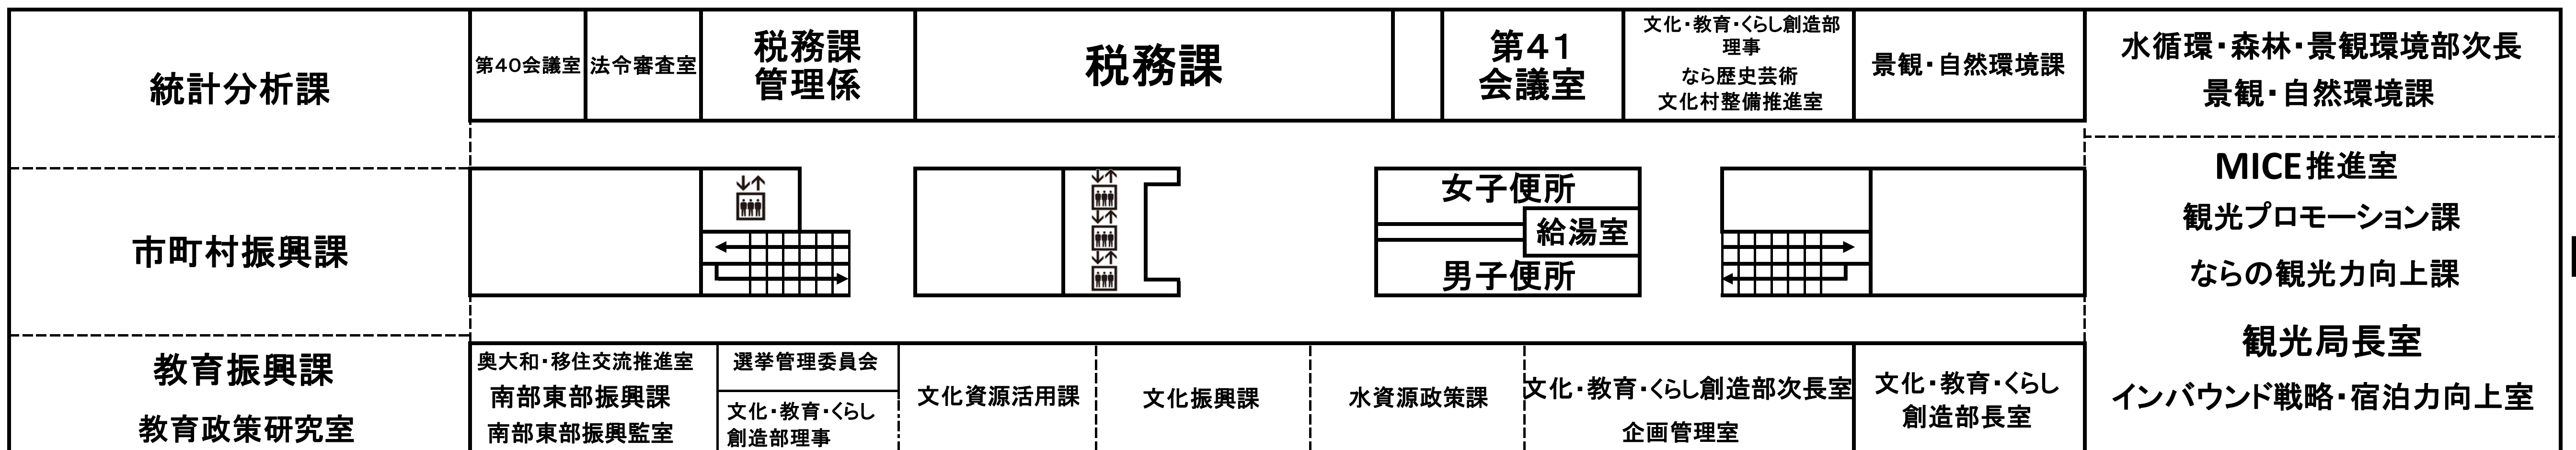 統計分析課
第40会議室
法令審査室
税務課
管理係
税務課
第41
会議室
文化・教育・くらし創造部
理事
なら歴史芸術
文化村整備推進室
景観・自然環境課
水循環・森林・景観環境部次長
景観・自然環境課
市町村振興課
女子便所
給湯室
男子便所
MICE推進室
観光プロモーション課
ならの観光力向上課
観光局長室
インバウンド戦略・宿泊力向上室
教育振興課
教育政策研究室
奥大和・移住交流推進室
南部東部振興課
南部東部振興監室
選挙管理委員会
文化・教育・くらし
創造部理事
文化資源活用課
文化振興課
水資源政策課
文化・教育・くらし創造部次長室
企画管理室
文化・教育・くらし
創造部長室